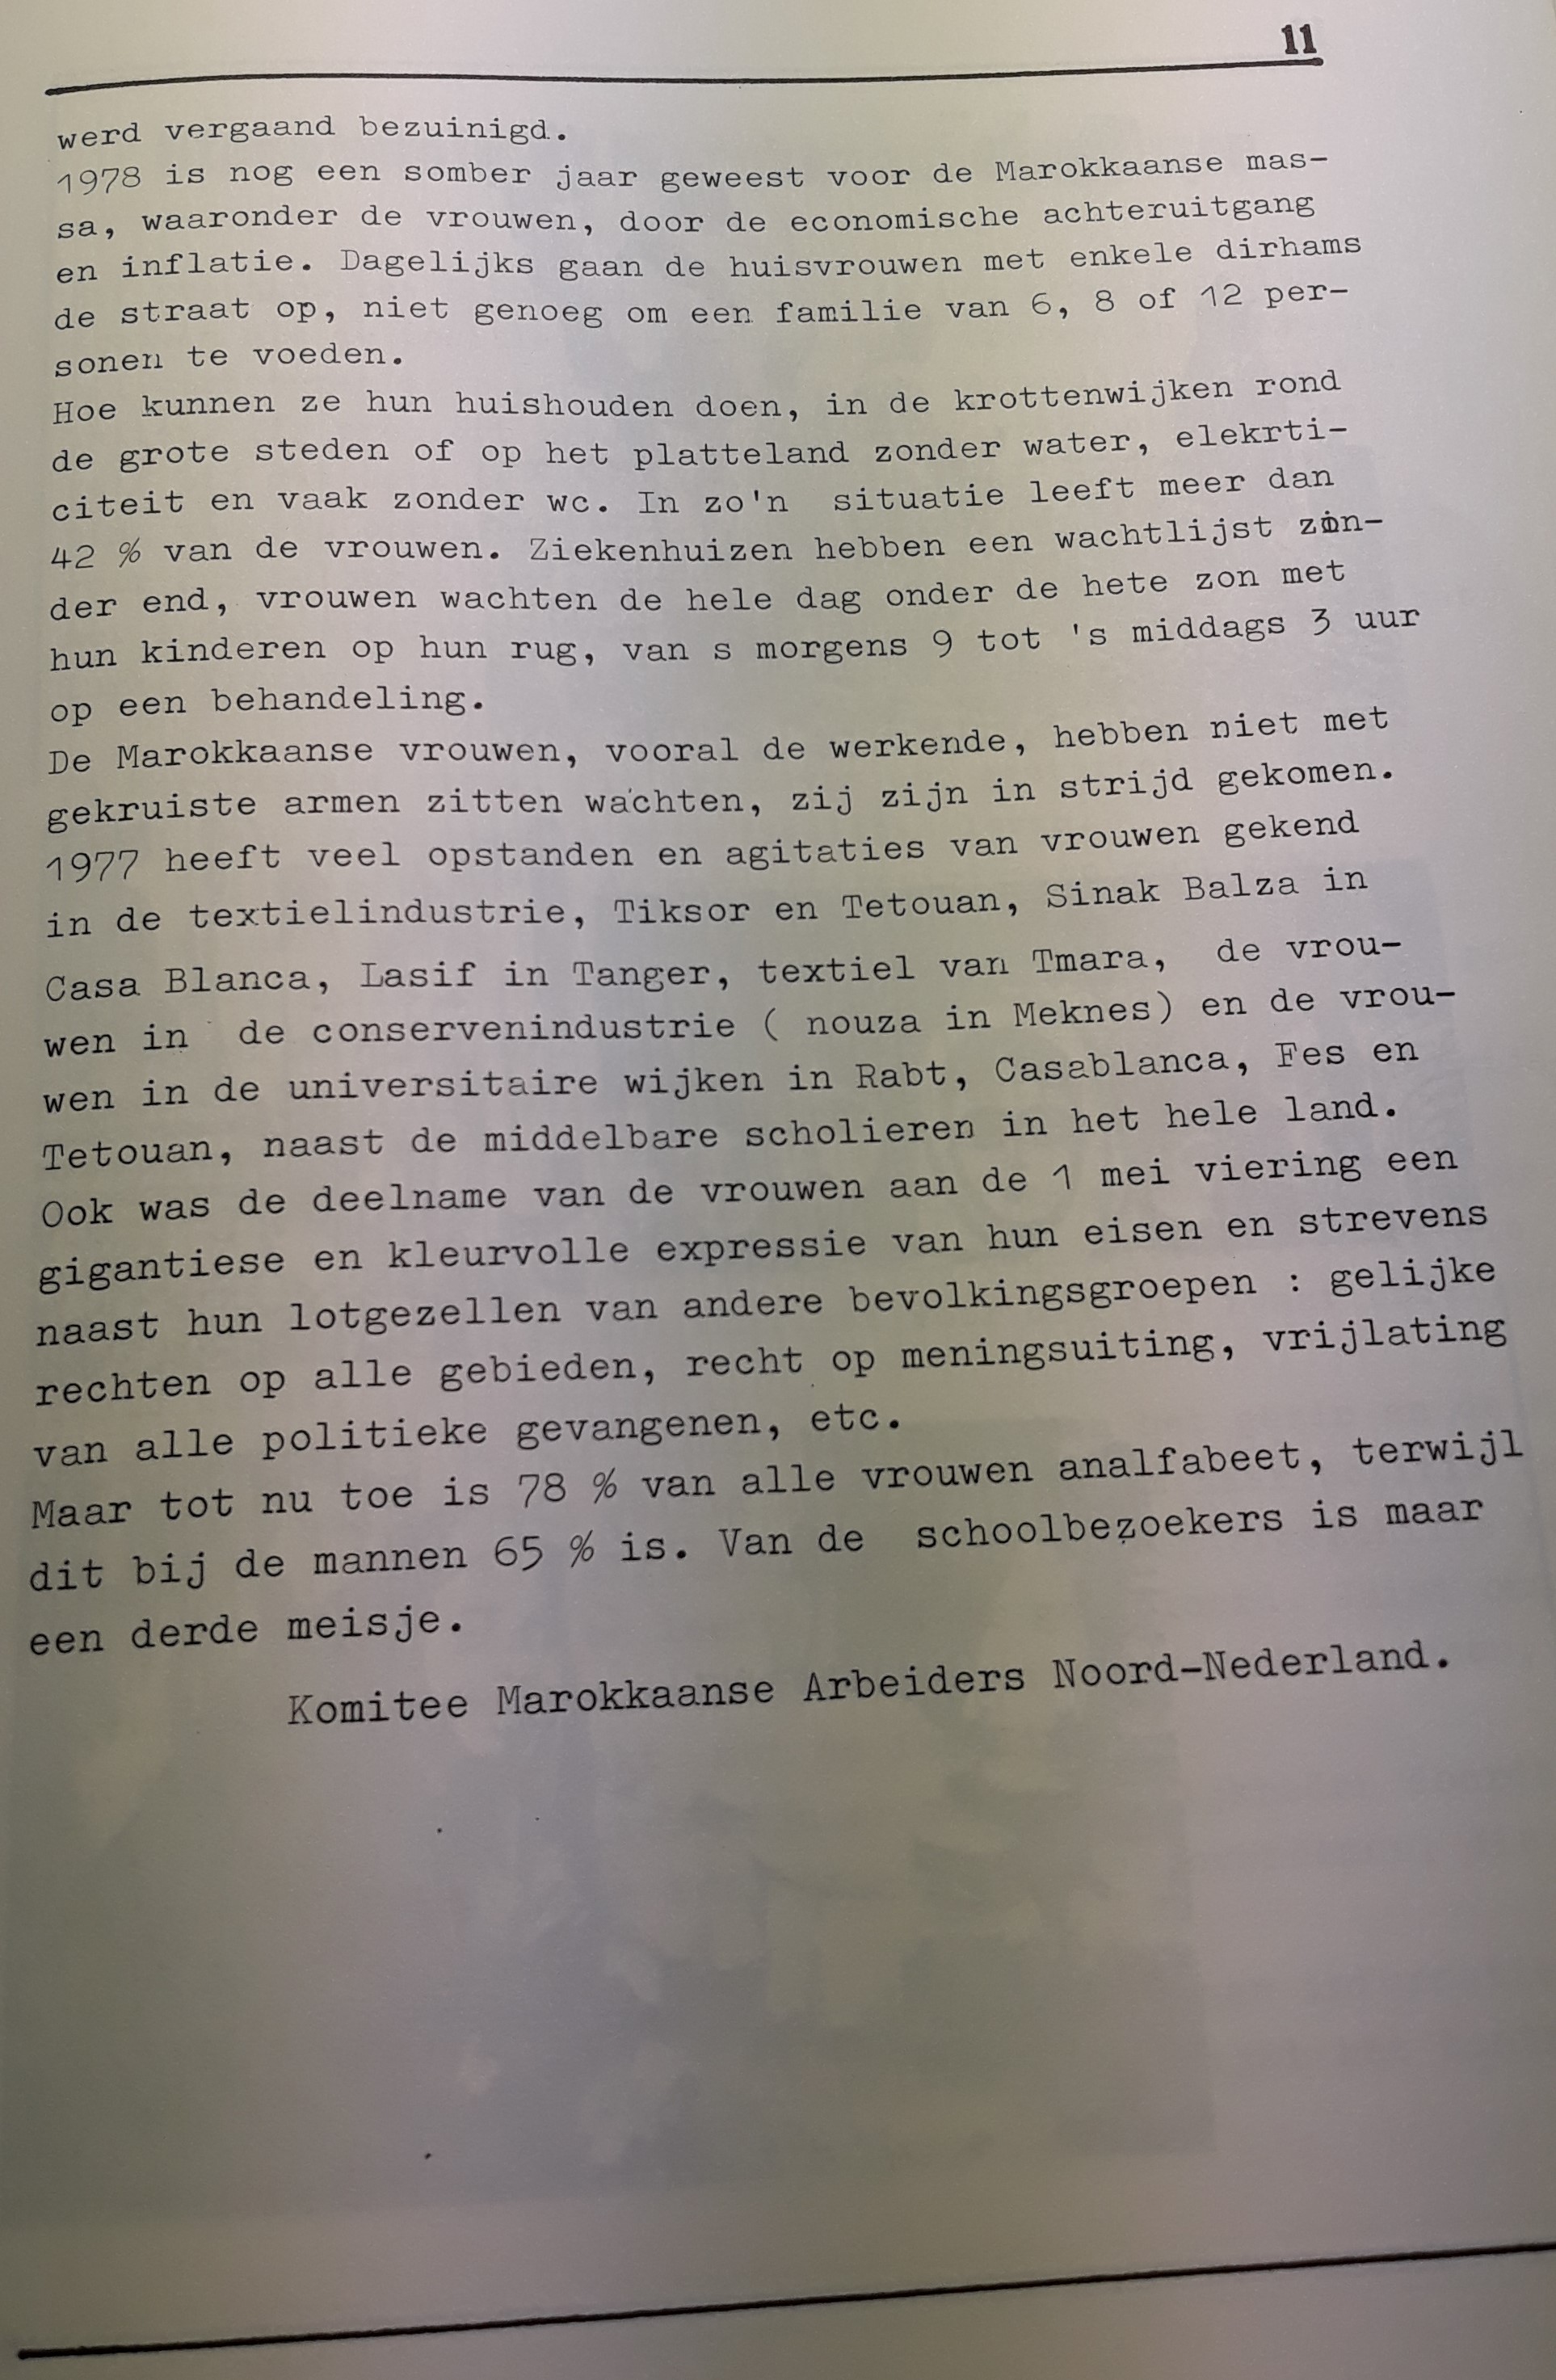 11
werd vergaand bezuinigd.
1978 is nog een somber jaar geweest voor de Marokkaanse mas-
sa, waaronder de vrouwen, door de economische achteruitgang
en inflatie. Dagelijks gaan de huisvrouwen met enkele dirhams
de straat op, niet genoeg om een familie van 6, 8 of 12 per-
sonen te voeden.
Hoe kunnen ze hun huishouden doen, in de krottenwijken rond
de grote steden of op het platteland zonder water, elekrti-
citeit en vaak zonder wc. In zo'n situatie leeft meer dan
42 % van de vrouwen. Ziekenhuizen hebben een wachtlijst zon-
der end, vrouwen wachten de hele dag onder de hete zon met
hun kinderen op hun rug, van s morgens 9 tot 's middags 3 uur
op een behandeling.
De Marokkaanse vrouwen, vooral de werkende, hebben niet met
gekruiste armen zitten wachten, zij zijn in strijd gekomen.
1977 heeft veel opstanden en agitaties van vrouwen gekend
in de textielindustrie, Tiksor en Tetouan, Sinak Balza in
Casa Blanca, Lasif in Tanger, textiel van Tmara, de vrou-
wen in de conservenindustrie ( nouza in Meknes) en de vrou-
wen in de universitaire wijken in Rabt, Casablanca, Fes en
Tetouan, naast de middelbare scholieren in het hele land.
Ook was de deelname van de vrouwen aan de 1 mei viering een
gigantiese en kleurvolle expressie van hun eisen en strevens
naast hun lotgezellen van andere bevolkingsgroepen : gelijke
rechten op alle gebieden, recht op meningsuiting, vrijlating
van alle politieke gevangenen, etc.
Maar tot nu toe is 78 % van alle vrouwen analfabeet, terwijl
dit bij de mannen 65 % is. Van de schoolbezoekers is maar
een derde meisje.
Komitee Marokkaanse Arbeiders Noord-Nederland.